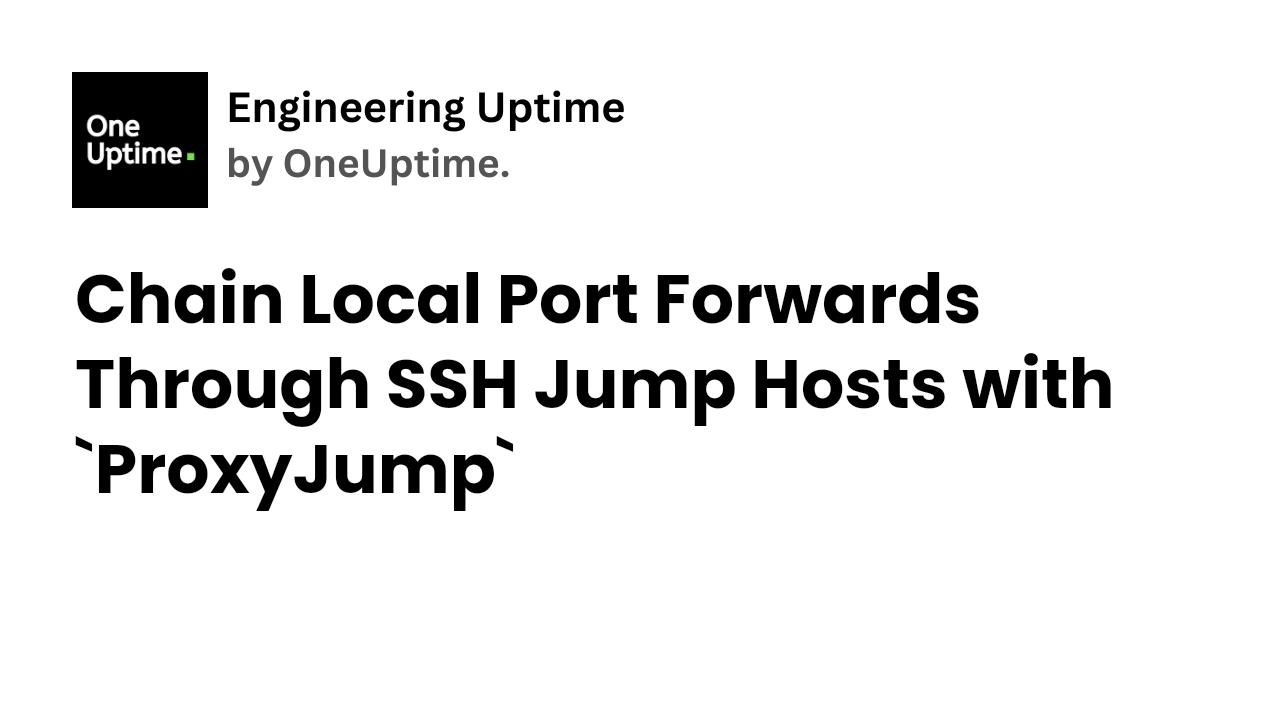 One
Uptime
Engineering Uptime
by OneUptime.
Chain Local Port Forwards
Through SSH Jump Hosts with
`ProxyJump`